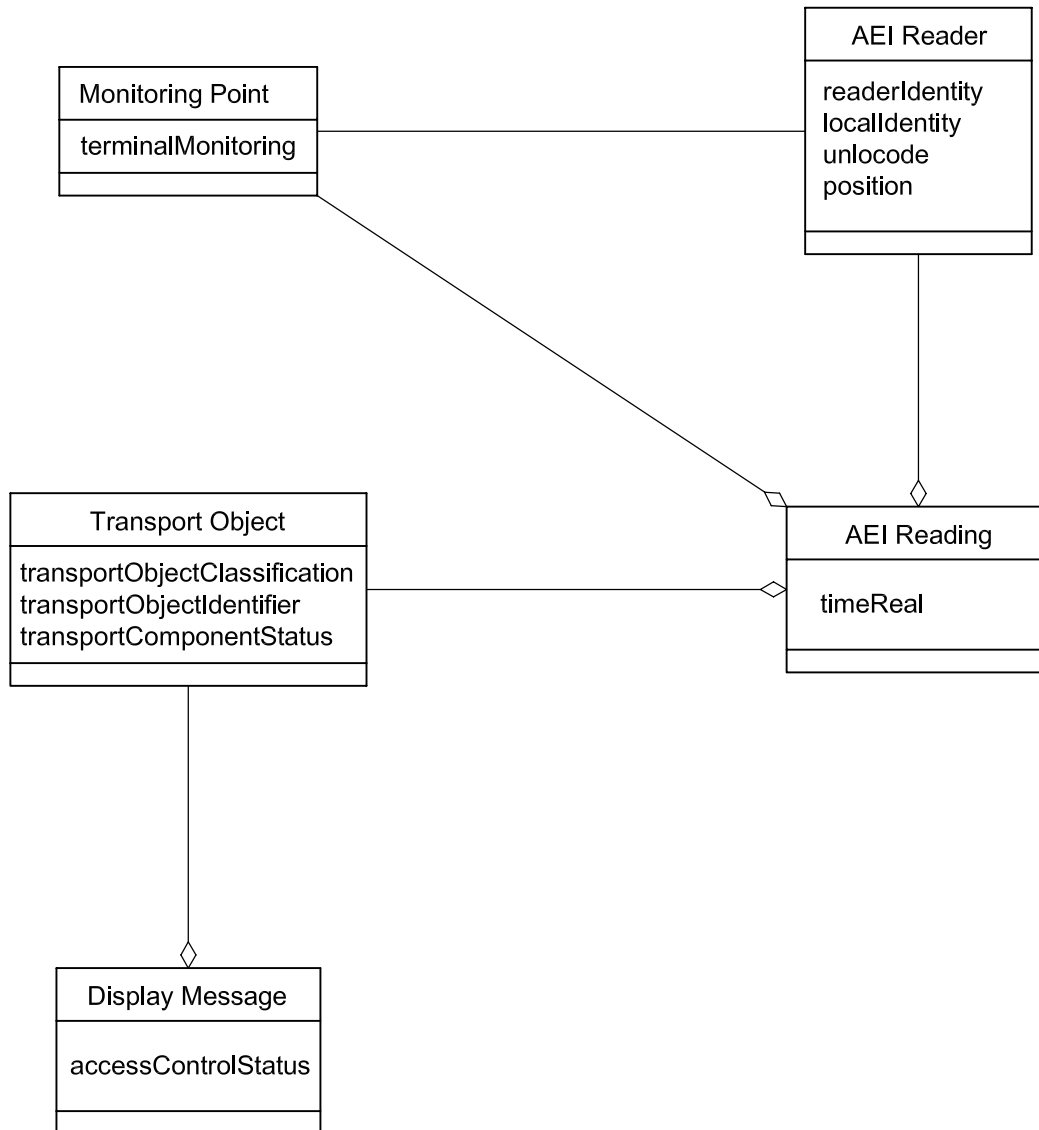 AEI Reader
readerIdentity
localIdentity
unlocode
position
Monitoring Point
terminalMonitoring
Transport Object
transportObjectClassification
transportObjectIdentifier
transportComponentStatus
AEI Reading
timeReal
Display Message
accessControlStatus